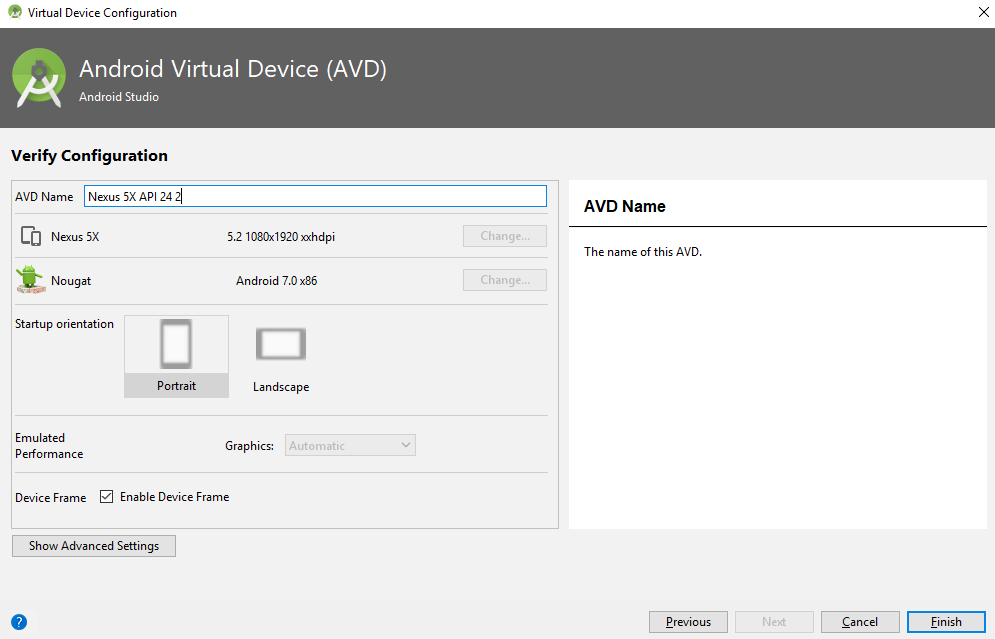 Virtual Device Configuration
Android Virtual Device (AVD)
Android Studio
Verify Configuration
AVD Name Nexus 5X API 24 2
Nexus 5X 5.2 1080x1920 xxhdpi Change...
Nougat Android 7.0 x86 Change...
Startup orientation
Portrait
Landscape
Emulated
Performance
Graphics: Automatic
Device Frame Enable Device Frame
Show Advanced Settings
AVD Name
The name of this AVD.
?
Previous Next Cancel Finish